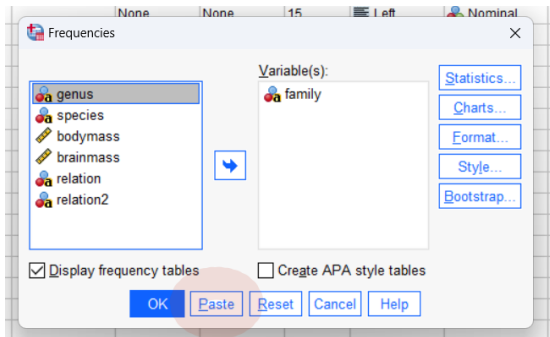 None None 15 Left Nominal
Frequencies
Variable(s):
genus
species
bodymass
brainmass
relation
relation2
family
Statistics...
Charts...
Format...
Style...
Bootstrap...
Display frequency tables
Create APA style tables
OK Paste Reset Cancel Help